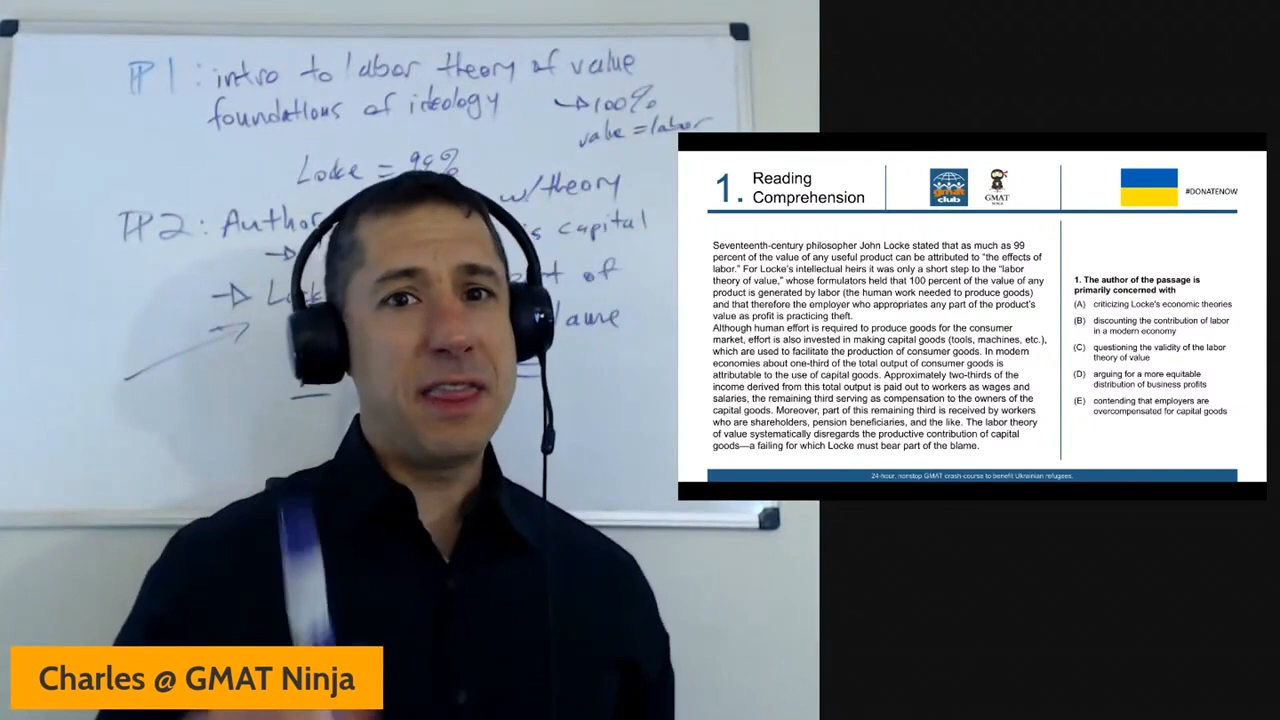 ¶1: intro to labor theory of value
foundations of ideology
→100%
value = labor
Locke = 99%
w/theory
¶2: Author
is capital
of
Charles @ GMAT Ninja
1. Reading
Comprehension
gmat
club
GMAT
NINJA
#DONATENOW
Seventeenth-century philosopher John Locke stated that as much as 99
percent of the value of any useful product can be attributed to “the effects of
labor.” For Locke's intellectual heirs it was only a short step to the “labor
theory of value,” whose formulators held that 100 percent of the value of any
product is generated by labor (the human work needed to produce goods)
and that therefore the employer who appropriates any part of the product's
value as profit is practicing theft.
Although human effort is required to produce goods for the consumer
market, effort is also invested in making capital goods (tools, machines, etc.),
which are used to facilitate the production of consumer goods. In modern
economies about one-third of the total output of consumer goods is
attributable to the use of capital goods. Approximately two-thirds of the
income derived from this total output is paid out to workers as wages and
salaries, the remaining third serving as compensation to the owners of the
capital goods. Moreover, part of this remaining third is received by workers
who are shareholders, pension beneficiaries, and the like. The labor theory
of value systematically disregards the productive contribution of capital
goods—a failing for which Locke must bear part of the blame.
1. The author of the passage is
primarily concerned with
(A) criticizing Locke's economic theories
(B) discounting the contribution of labor
in a modern economy
(C) questioning the validity of the labor
theory of value
(D) arguing for a more equitable
distribution of business profits
(E) contending that employers are
overcompensated for capital goods
24-hour, nonstop GMAT crash-course to benefit Ukrainian refugees.